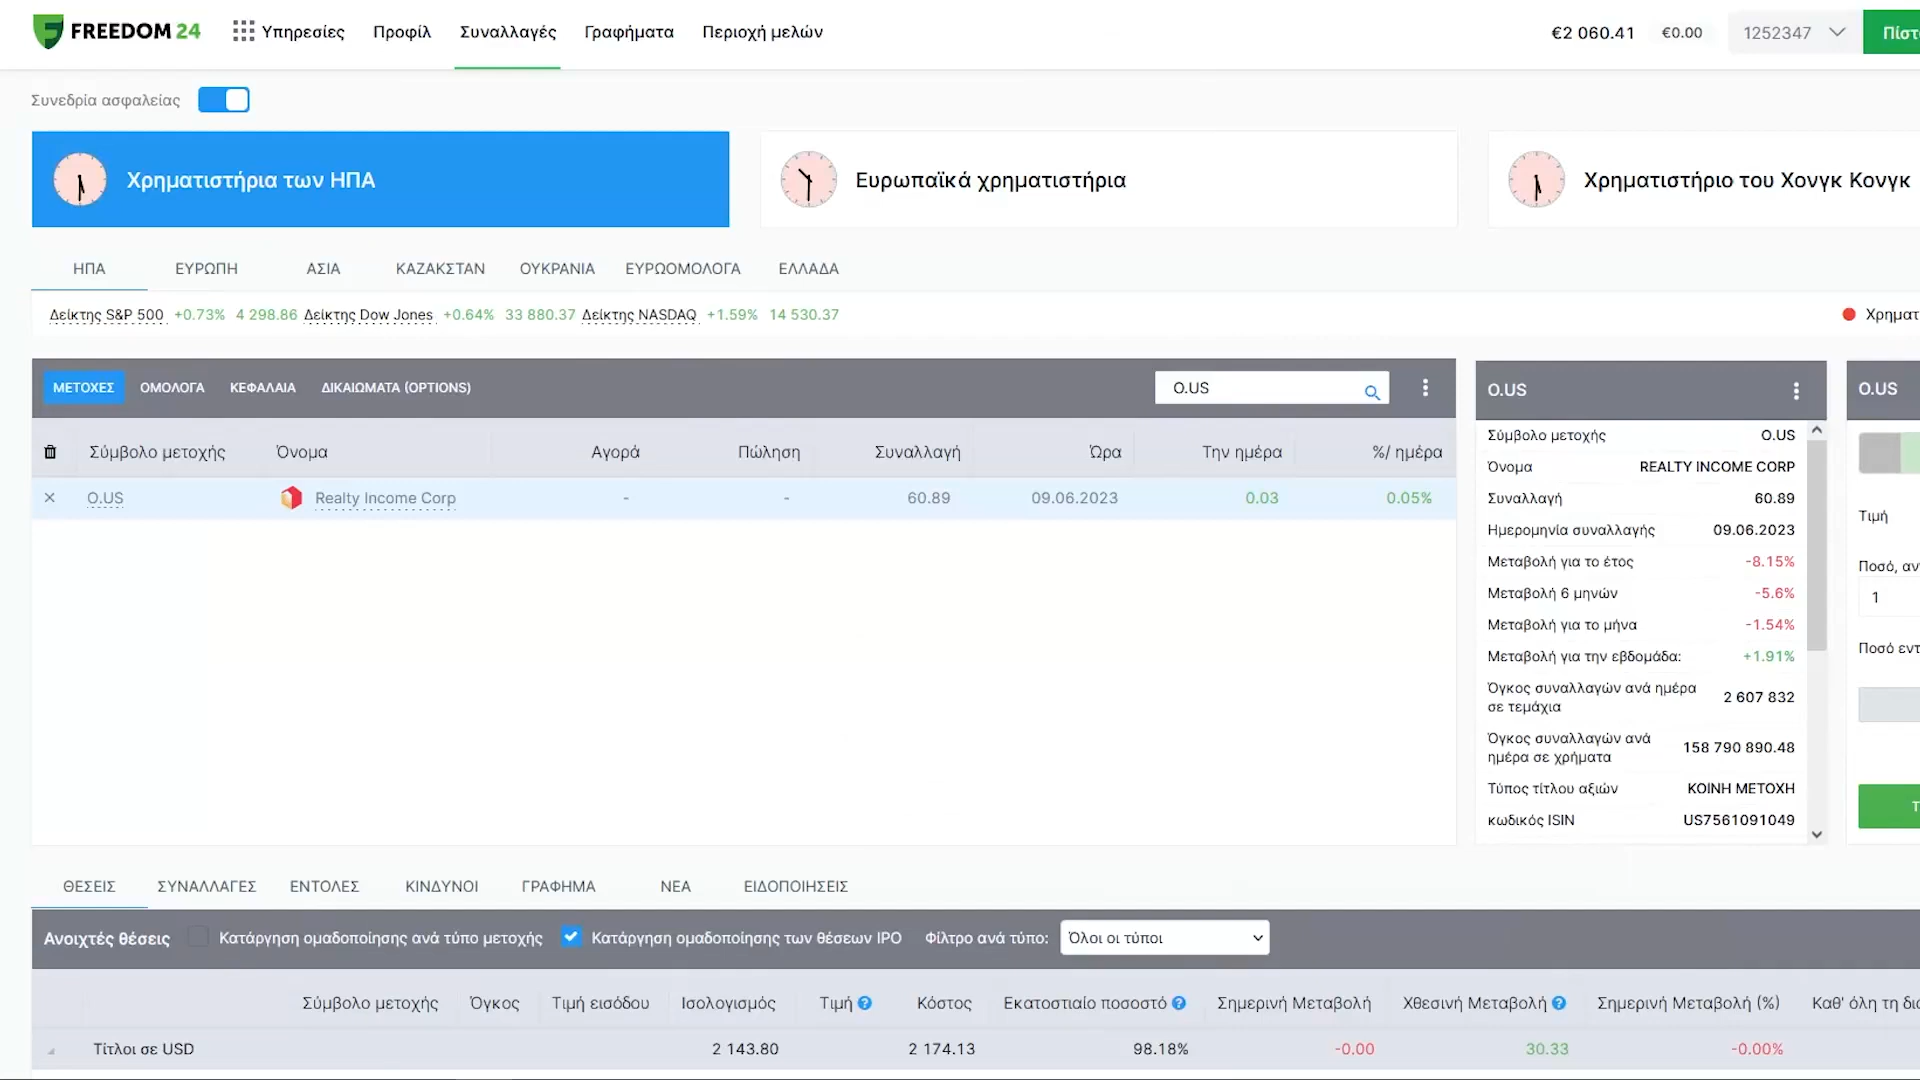 FREEDOM 24 Υπηρεσίες Προφίλ Συναλλαγές Γραφήματα Περιοχή μελών €2 060.41 €0.00 1252347 Πίστ
Συνεδρία ασφαλείας
Χρηματιστήρια των ΗΠΑ Ευρωπαϊκά χρηματιστήρια Χρηματιστήριο του Χονγκ Κονγκ
ΗΠΑ ΕΥΡΩΠΗ ΑΣΙΑ ΚΑΖΑΚΣΤΑΝ ΟΥΚΡΑΝΙΑ ΕΥΡΩΟΜΟΛΟΓΑ ΕΛΛΑΔΑ
Δείκτης S&P 500 +0.73% 4 298.86 Δείκτης Dow Jones +0.64% 33 880.37 Δείκτης NASDAQ +1.59% 14 530.37 Χρηματ
ΜΕΤΟΧΕΣ ΟΜΟΛΟΓΑ ΚΕΦΑΛΑΙΑ ΔΙΚΑΙΩΜΑΤΑ (OPTIONS) O.US
Σύμβολο μετοχής Όνομα Αγορά Πώληση Συναλλαγή Ώρα Την ημέρα %/ ημέρα
O.US Realty Income Corp - - 60.89 09.06.2023 0.03 0.05%
O.US
Σύμβολο μετοχής O.US
Όνομα REALTY INCOME CORP
Συναλλαγή 60.89
Ημερομηνία συναλλαγής 09.06.2023
Μεταβολή για το έτος -8.15%
Μεταβολή 6 μηνών -5.6%
Μεταβολή για το μήνα -1.54%
Μεταβολή για την εβδομάδα: +1.91%
Όγκος συναλλαγών ανά ημέρα
σε τεμάχια 2 607 832
Όγκος συναλλαγών ανά
ημέρα σε χρήματα 158 790 890.48
Τύπος τίτλου αξιών ΚΟΙΝΗ ΜΕΤΟΧΗ
κωδικός ISIN US7561091049
O.US
Τιμή
Ποσό, αν
1
Ποσό εντ
Τ
ΘΕΣΕΙΣ ΣΥΝΑΛΛΑΓΕΣ ΕΝΤΟΛΕΣ ΚΙΝΔΥΝΟΙ ΓΡΑΦΗΜΑ ΝΕΑ ΕΙΔΟΠΟΙΗΣΕΙΣ
Ανοιχτές θέσεις Κατάργηση ομαδοποίησης ανά τύπο μετοχής Κατάργηση ομαδοποίησης των θέσεων IPO Φίλτρο ανά τύπο: Όλοι οι τύποι
Σύμβολο μετοχής Όγκος Τιμή εισόδου Ισολογισμός Τιμή ? Κόστος Εκατοστιαίο ποσοστό ? Σημερινή Μεταβολή Χθεσινή Μεταβολή ? Σημερινή Μεταβολή (%) Καθ' όλη τη δι
Τίτλοι σε USD 2 143.80 2 174.13 98.18% -0.00 30.33 -0.00%